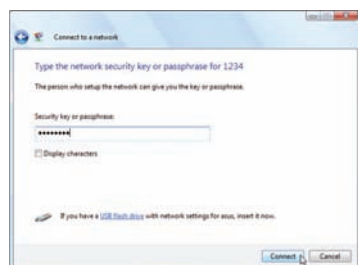 Connect to a network
Type the network security key or passphrase for 1234
The person who setup the network can give you the key or passphrase.
Security key or passphrase:
••••••••
Display characters
If you have a USB flash drive with network settings for asus, insert it now.
Connect Cancel